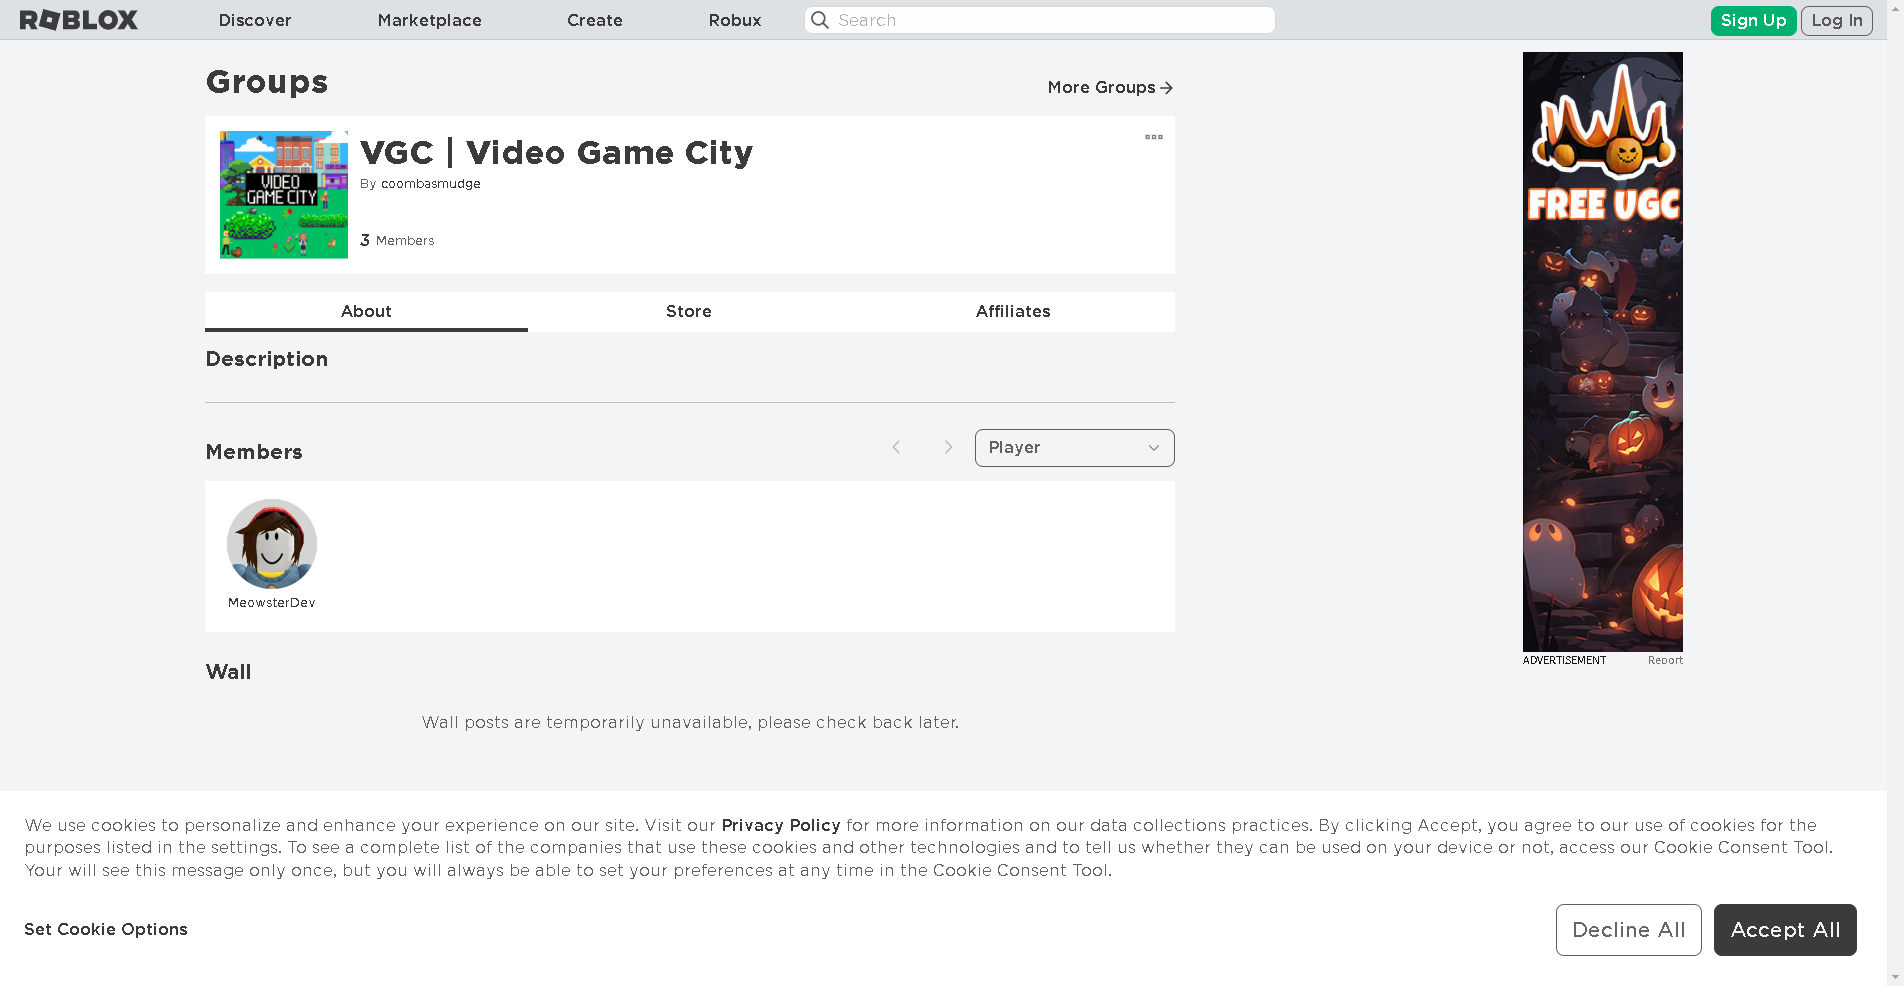 ROBLOX
Discover
Marketplace
Create
Robux
Search
Sign Up
Log In
Groups
More Groups
VIDEO
GAME CITY
VGC | Video Game City
By coombasmudge
3 Members
About
Store
Affiliates
Description
Members
Player
MeowsterDev
Wall
Wall posts are temporarily unavailable, please check back later.
FREE UGC
ADVERTISEMENT
Report
We use cookies to personalize and enhance your experience on our site. Visit our Privacy Policy for more information on our data collections practices. By clicking Accept, you agree to our use of cookies for the
purposes listed in the settings. To see a complete list of the companies that use these cookies and other technologies and to tell us whether they can be used on your device or not, access our Cookie Consent Tool.
Your will see this message only once, but you will always be able to set your preferences at any time in the Cookie Consent Tool.
Set Cookie Options
Decline All
Accept All